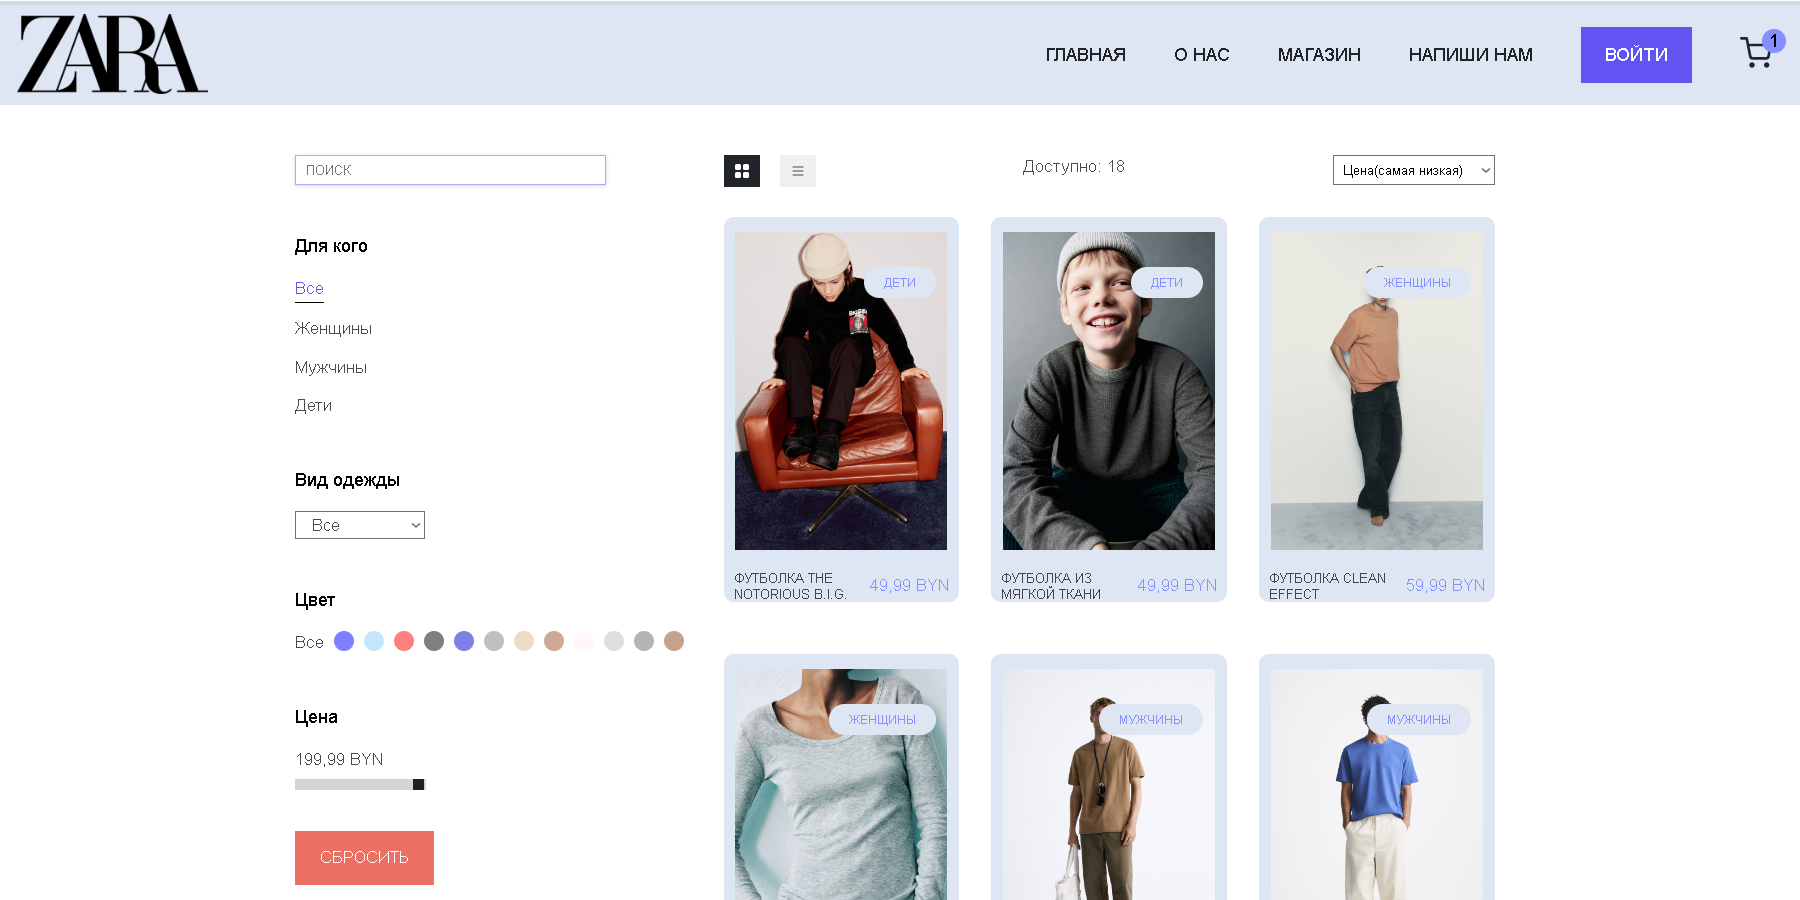 ZARA
ГЛАВНАЯ
О НАС
МАГАЗИН
НАПИШИ НАМ
ВОЙТИ
1
ПОИСК
Доступно: 18
Цена(самая низкая)
Для кого
Все
Женщины
Мужчины
Дети
Вид одежды
Все
Цвет
Все
Цена
199,99 BYN
СБРОСИТЬ
ДЕТИ
ФУТБОЛКА THE
NOTORIOUS B.I.G.
49,99 BYN
ДЕТИ
ФУТБОЛКА ИЗ
МЯГКОЙ ТКАНИ
49,99 BYN
ЖЕНЩИНЫ
ФУТБОЛКА CLEAN
EFFECT
59,99 BYN
ЖЕНЩИНЫ
МУЖЧИНЫ
МУЖЧИНЫ